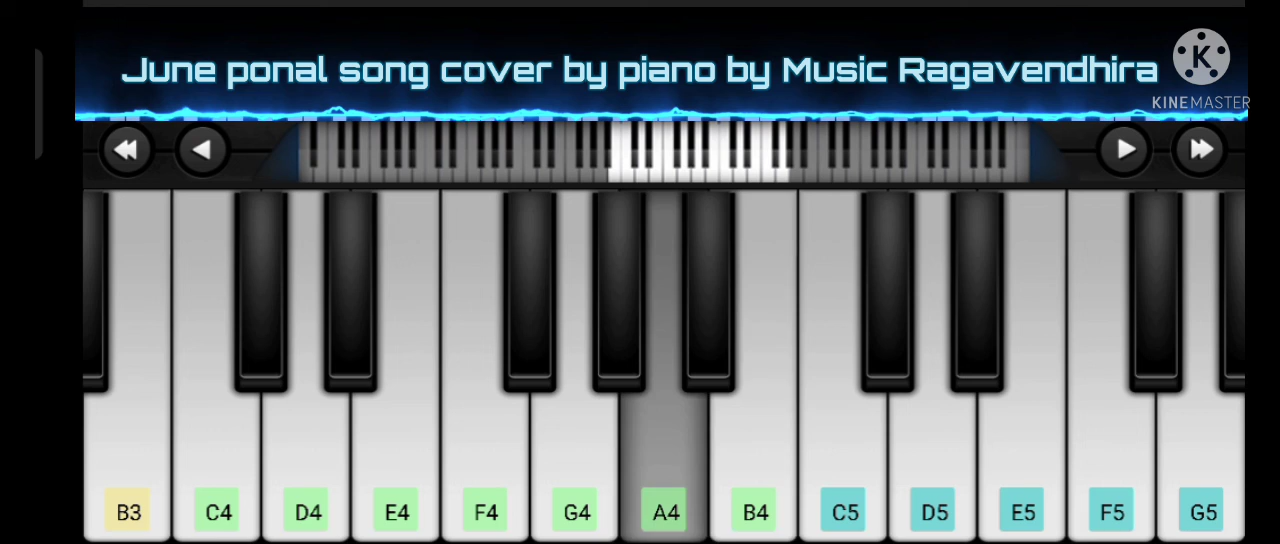 June ponal song cover by piano by Music Ragavendhira
K
KINEMASTER
B3 C4 D4 E4 F4 G4 A4 B4 C5 D5 E5 F5 G5